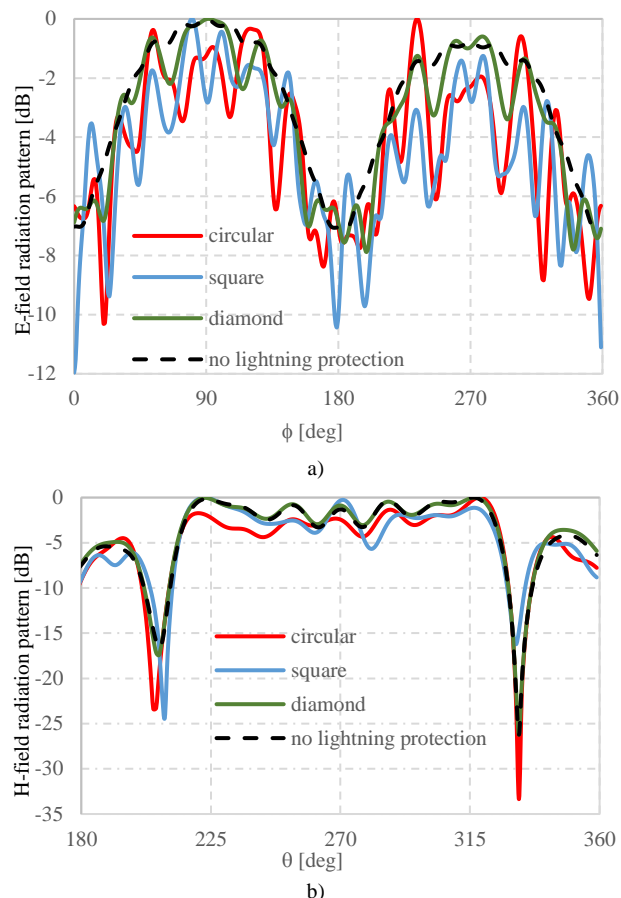 E-field radiation pattern [dB]
0
-2
-4
-6
-8
-10
-12
circular
square
diamond
no lightning protection
0
90
180
270
360
ϕ [deg]
a)
H-field radiation pattern [dB]
0
-5
-10
-15
-20
-25
-30
-35
circular
square
diamond
no lightning protection
180
225
270
315
360
θ [deg]
b)